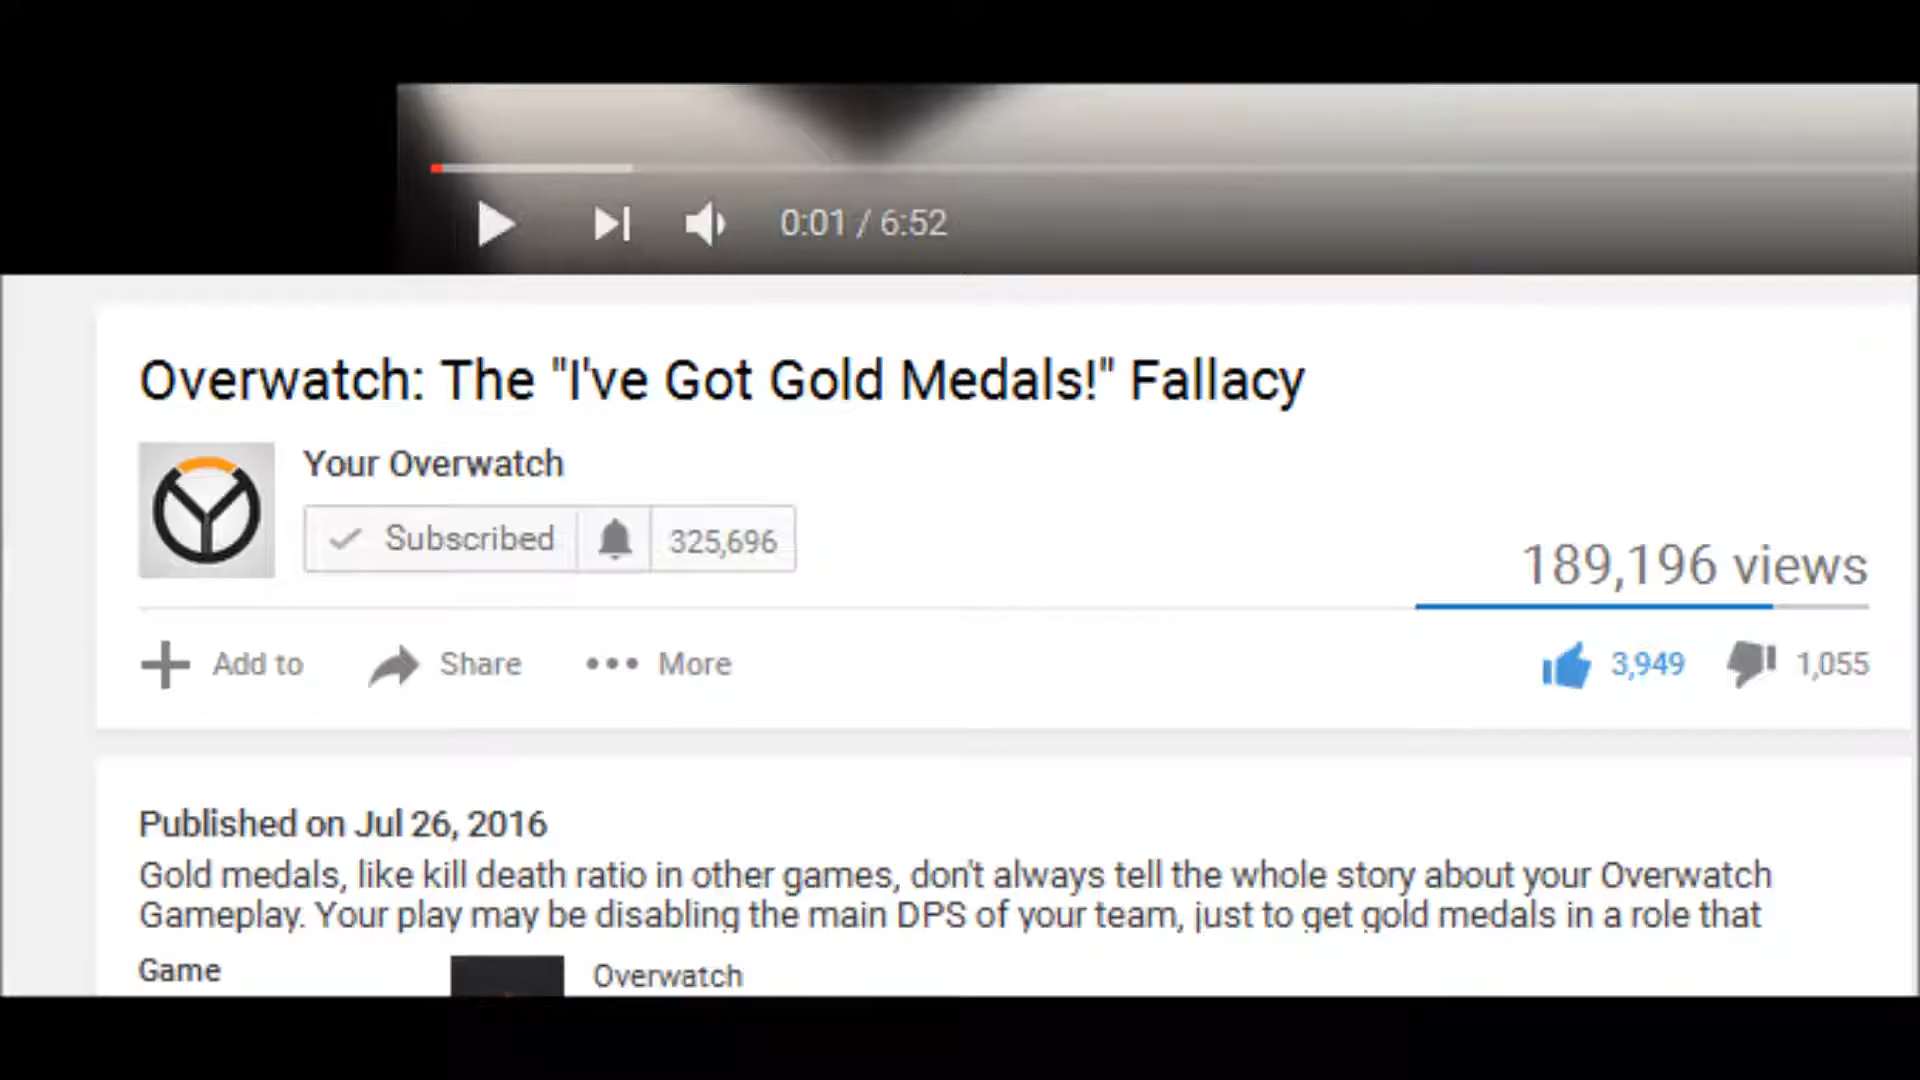 0:01 / 6:52
Overwatch: The "I've Got Gold Medals!" Fallacy
Your Overwatch
Subscribed 325,696
189,196 views
Add to Share More 3,949 1,055
Published on Jul 26, 2016
Gold medals, like kill death ratio in other games, don't always tell the whole story about your Overwatch
Gameplay. Your play may be disabling the main DPS of your team, just to get gold medals in a role that
Game Overwatch